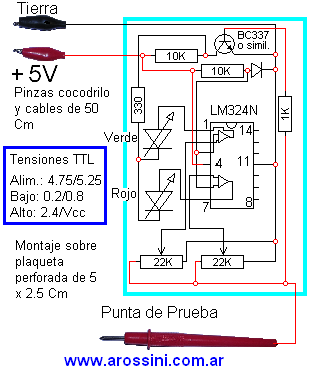 Tierra
BC337
o simil.
10K
+ 5V
10K
Pinzas cocodrilo
y cables de 50
Cm
330
LM324N
1K
1
14
Verde
Tensiones TTL
Alim.: 4.75/5.25
Bajo: 0.2/0.8
Alto: 2.4/Vcc
4
11
Rojo
7
8
Montaje sobre
plaqueta
perforada de 5
x 2.5 Cm
22K
22K
Punta de Prueba
www.arossini.com.ar